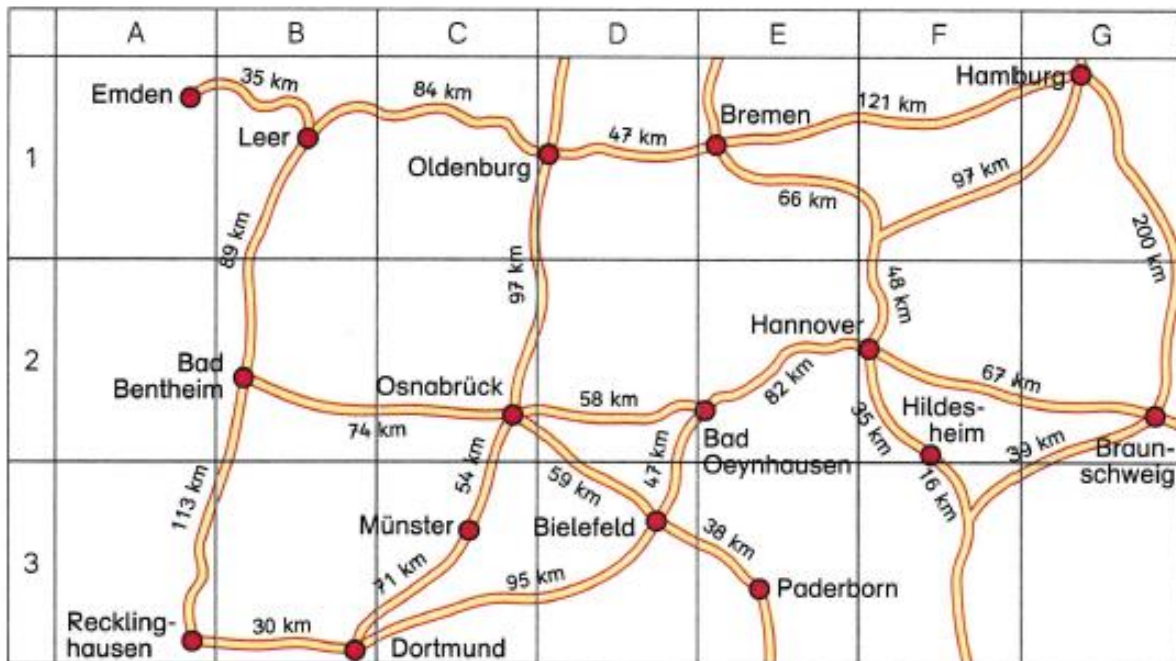 A B C D E F G
1
Emden
35 km
Leer
84 km
Oldenburg
47 km
Bremen
121 km
Hamburg
66 km
97 km
200 km
89 km
97 km
48 km
2
Bad
Bentheim
74 km
Osnabrück
58 km
Bad
Oeynhausen
82 km
Hannover
67 km
35 km
Hildes-
heim
39 km
Braun-
schweig
16 km
3
113 km
54 km
59 km
47 km
Münster
Bielefeld
38 km
Paderborn
71 km
95 km
Reckling-
hausen
30 km
Dortmund